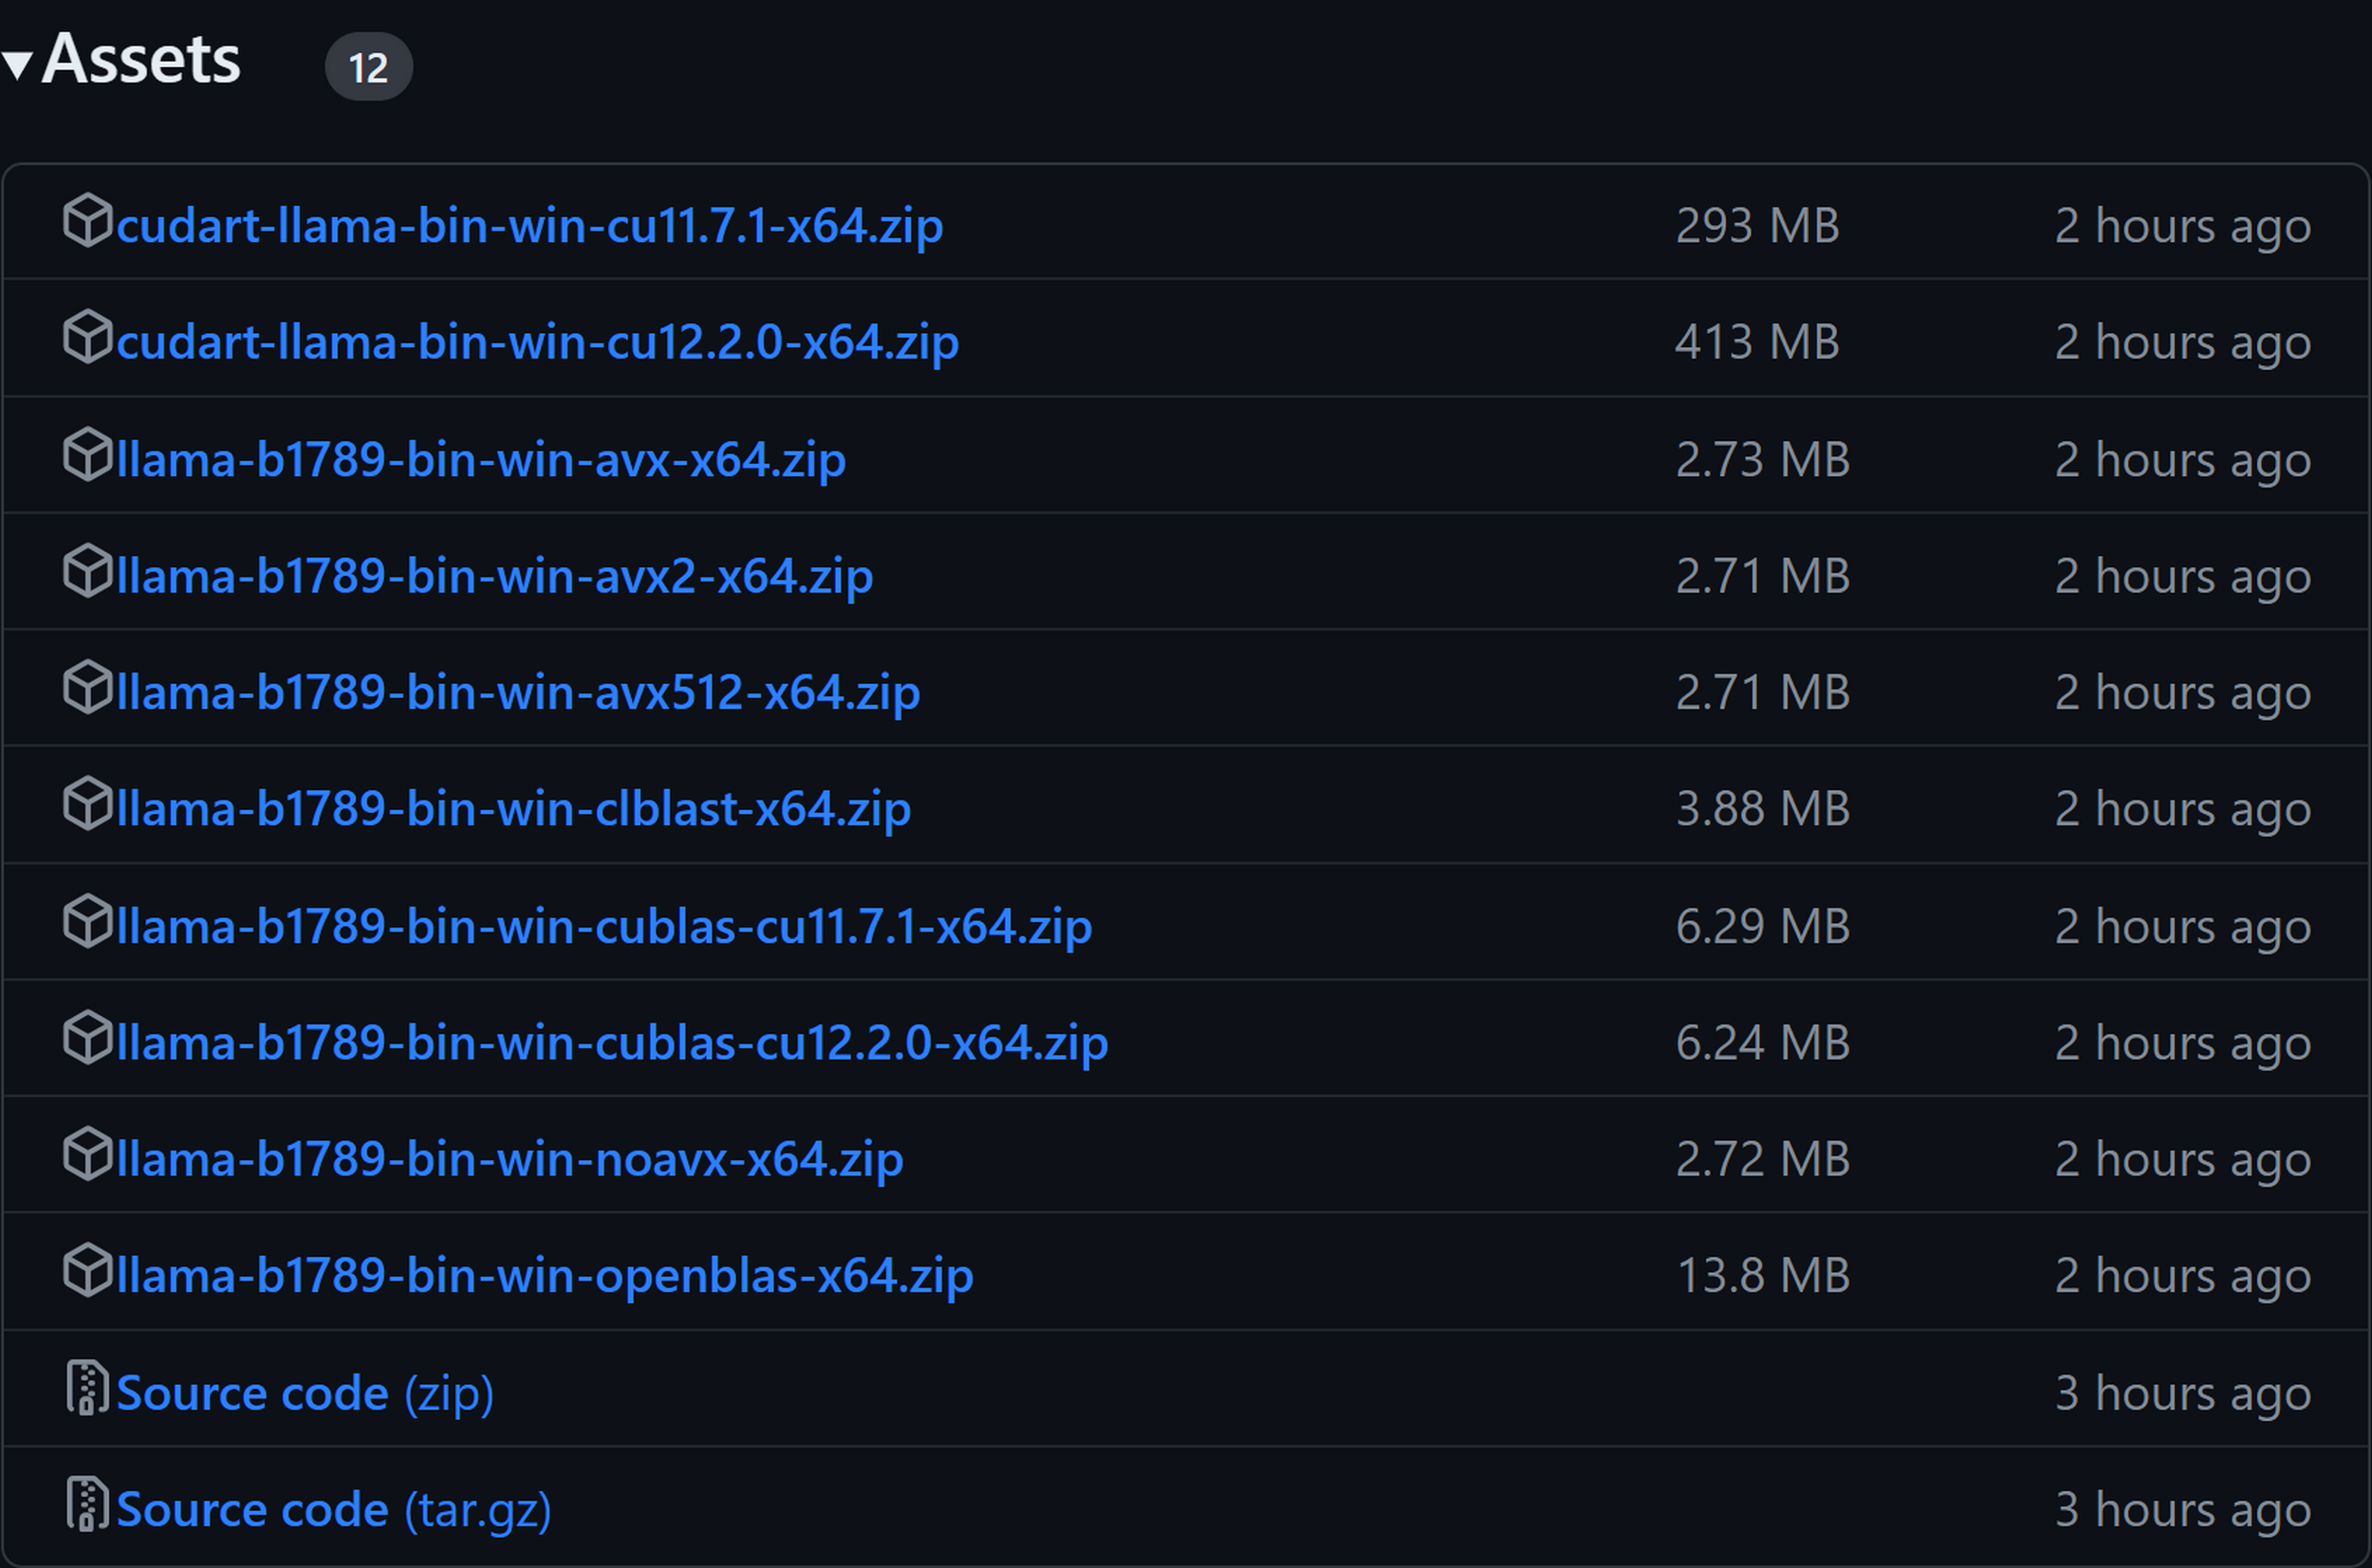 Assets 12
cudart-llama-bin-win-cu11.7.1-x64.zip 293 MB 2 hours ago
cudart-llama-bin-win-cu12.2.0-x64.zip 413 MB 2 hours ago
llama-b1789-bin-win-avx-x64.zip 2.73 MB 2 hours ago
llama-b1789-bin-win-avx2-x64.zip 2.71 MB 2 hours ago
llama-b1789-bin-win-avx512-x64.zip 2.71 MB 2 hours ago
llama-b1789-bin-win-clblast-x64.zip 3.88 MB 2 hours ago
llama-b1789-bin-win-cublas-cu11.7.1-x64.zip 6.29 MB 2 hours ago
llama-b1789-bin-win-cublas-cu12.2.0-x64.zip 6.24 MB 2 hours ago
llama-b1789-bin-win-noavx-x64.zip 2.72 MB 2 hours ago
llama-b1789-bin-win-openblas-x64.zip 13.8 MB 2 hours ago
Source code (zip) 3 hours ago
Source code (tar.gz) 3 hours ago